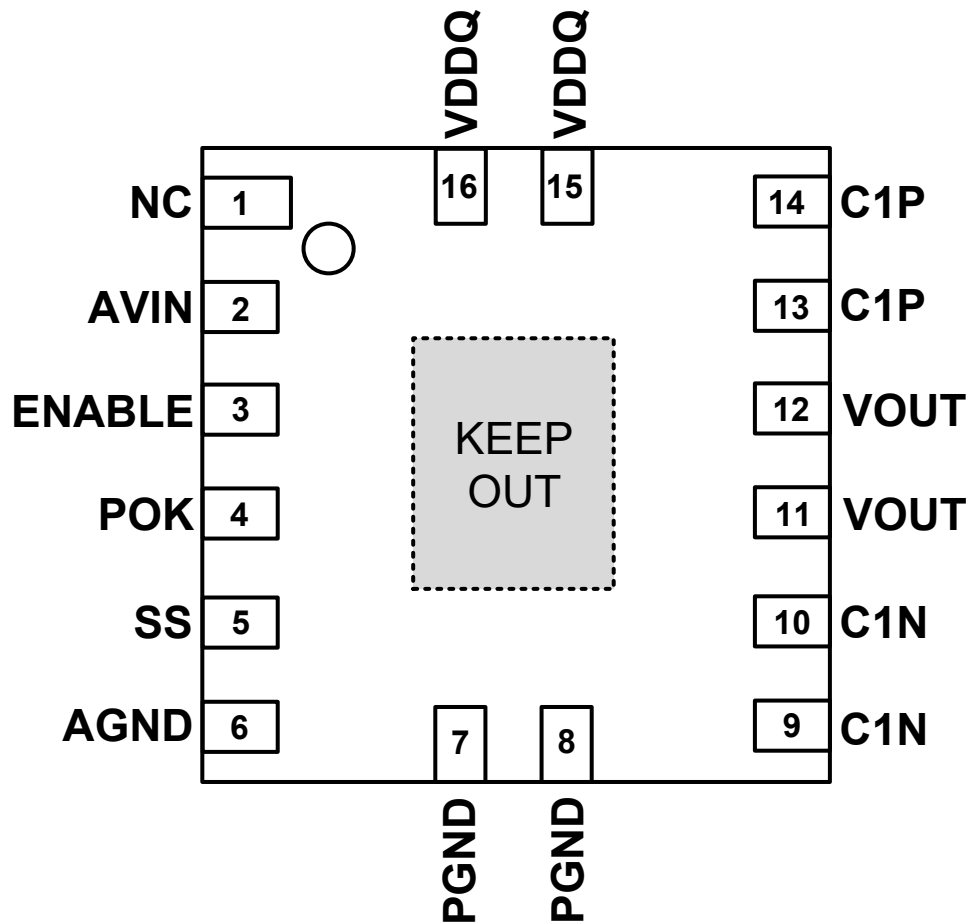 VDDQ
VDDQ
16
15
NC 1
14 C1P
AVIN 2
13 C1P
ENABLE 3
12 VOUT
KEEP
OUT
POK 4
11 VOUT
SS 5
10 C1N
AGND 6
9 C1N
7
8
PGND
PGND